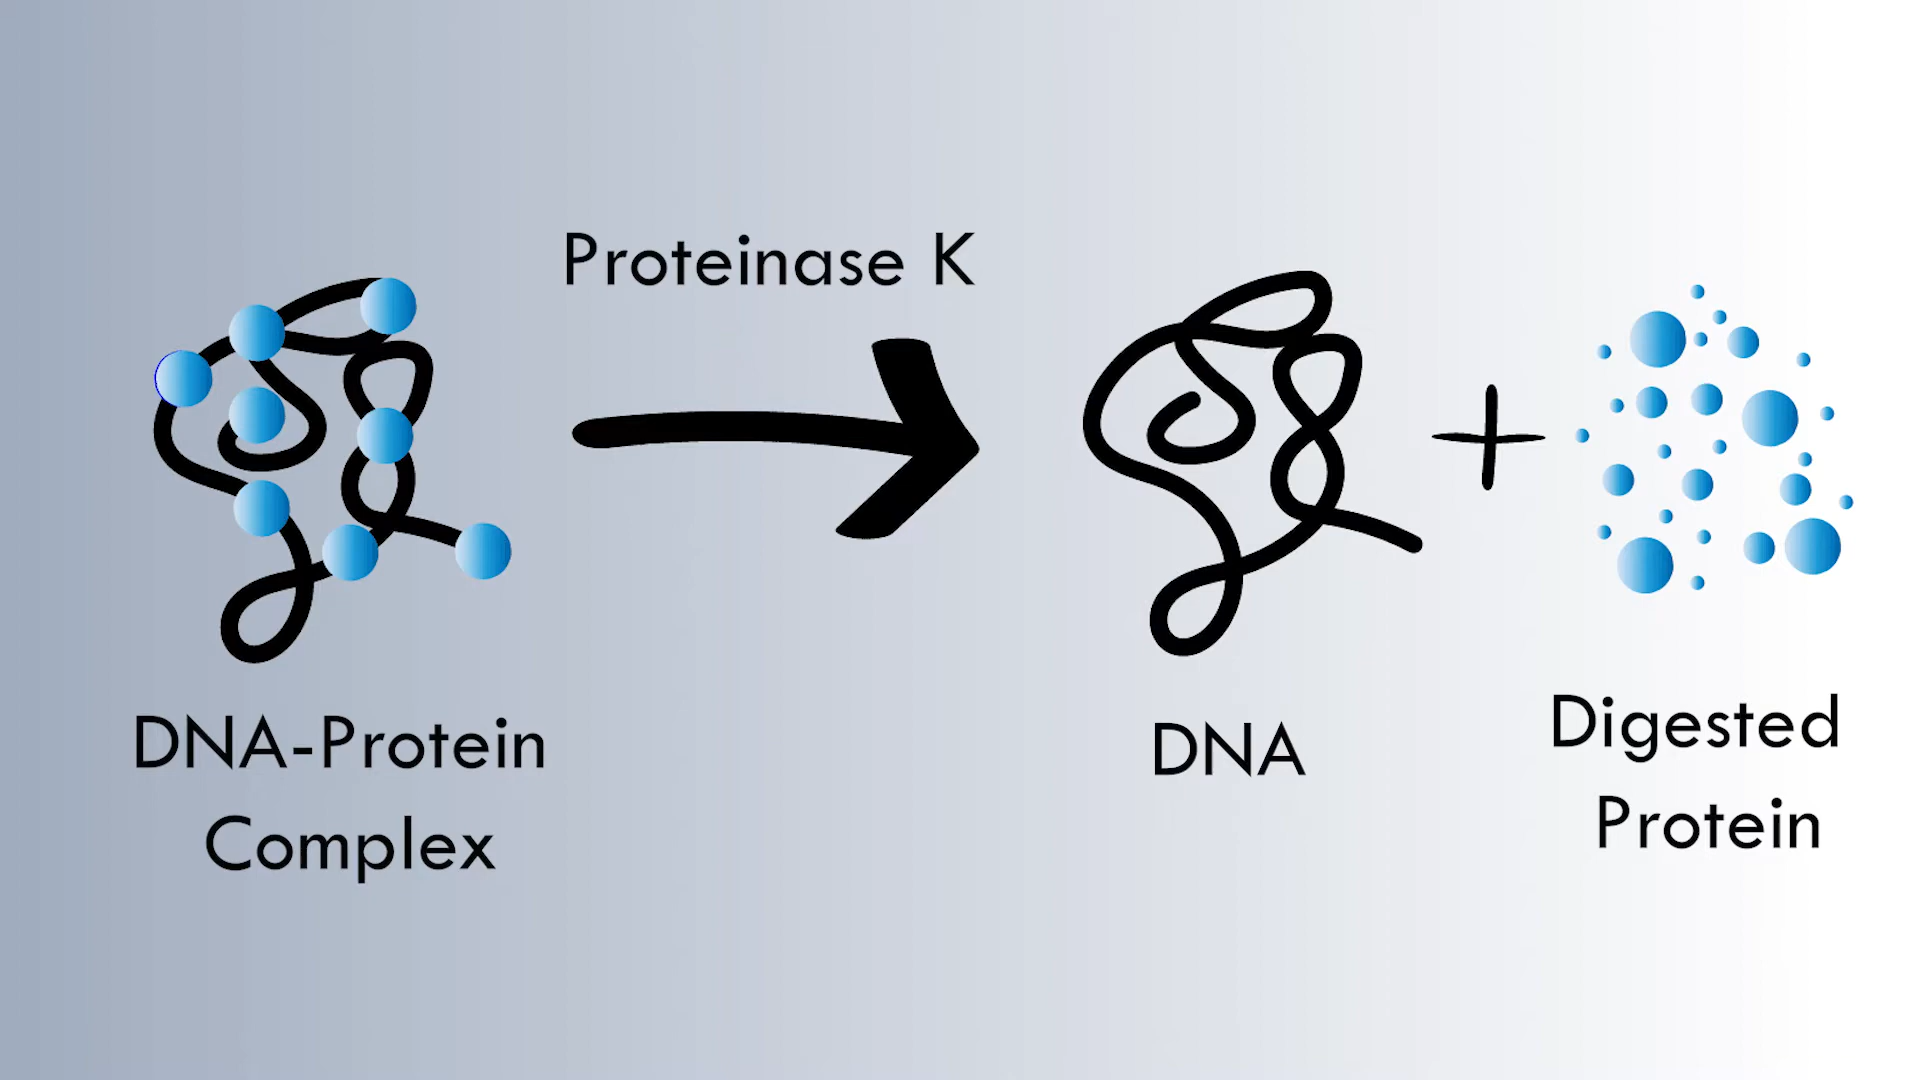 Proteinase K
DNA-Protein
Complex
DNA
Digested
Protein